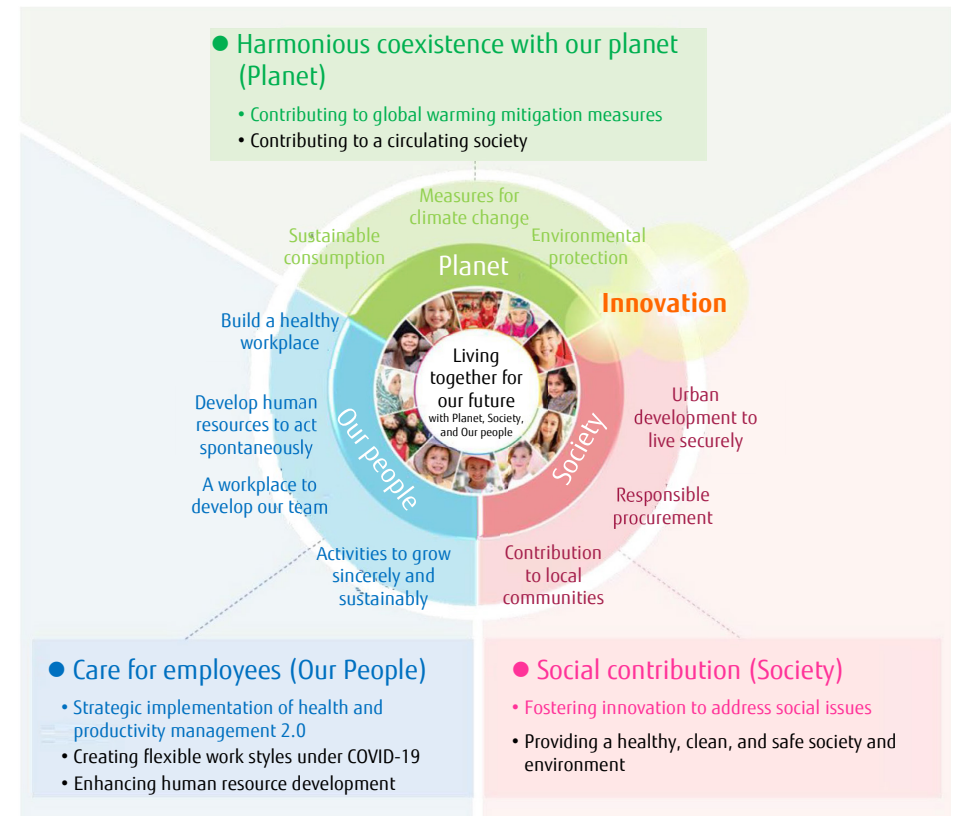 ● Harmonious coexistence with our planet
(Planet)
• Contributing to global warming mitigation measures
• Contributing to a circulating society
Measures for
climate change
Sustainable
consumption
Environmental
protection
Planet
Innovation
Build a healthy
workplace
Living
together for
our future
with Planet, Society,
and Our people
Develop human
resources to act
spontaneously
Urban
development to
live securely
Our people
Society
A workplace to
develop our team
Responsible
procurement
Activities to grow
sincerely and
sustainably
Contribution
to local
communities
● Care for employees (Our People)
• Strategic implementation of health and
productivity management 2.0
• Creating flexible work styles under COVID-19
• Enhancing human resource development
● Social contribution (Society)
• Fostering innovation to address social issues
• Providing a healthy, clean, and safe society and
environment